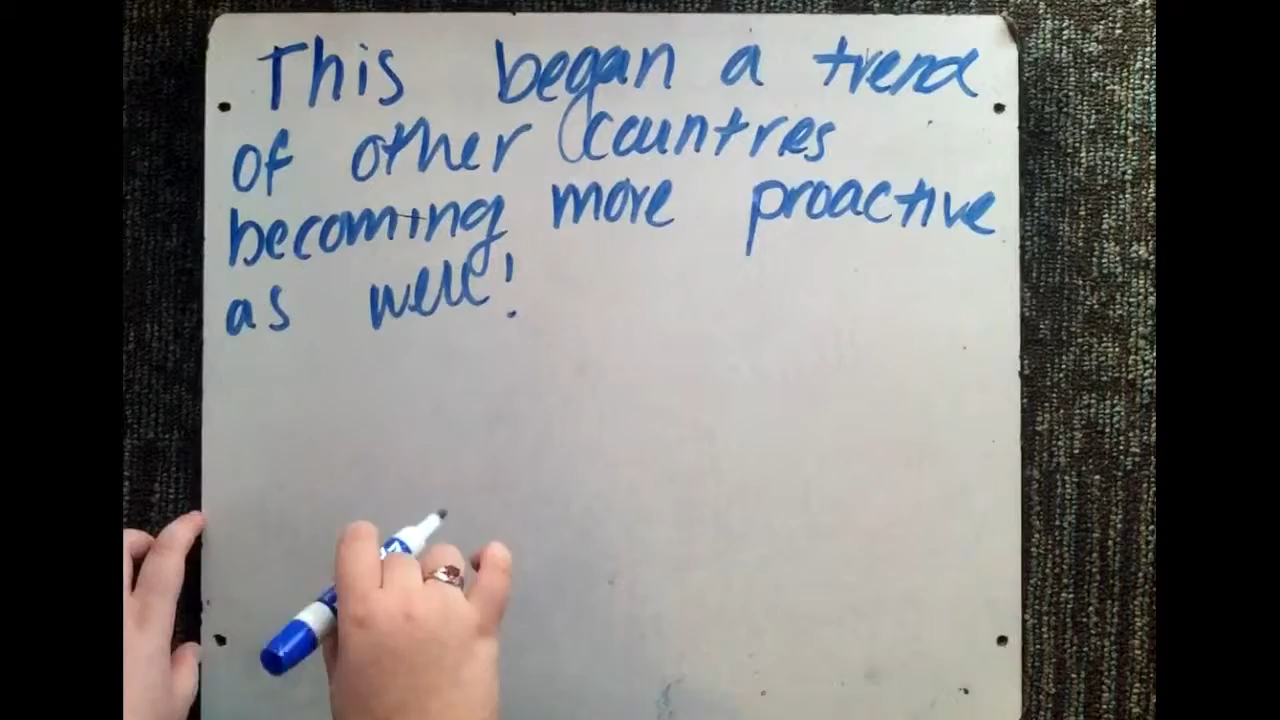 This began a trend
of other countres
becoming more proactive
as well!